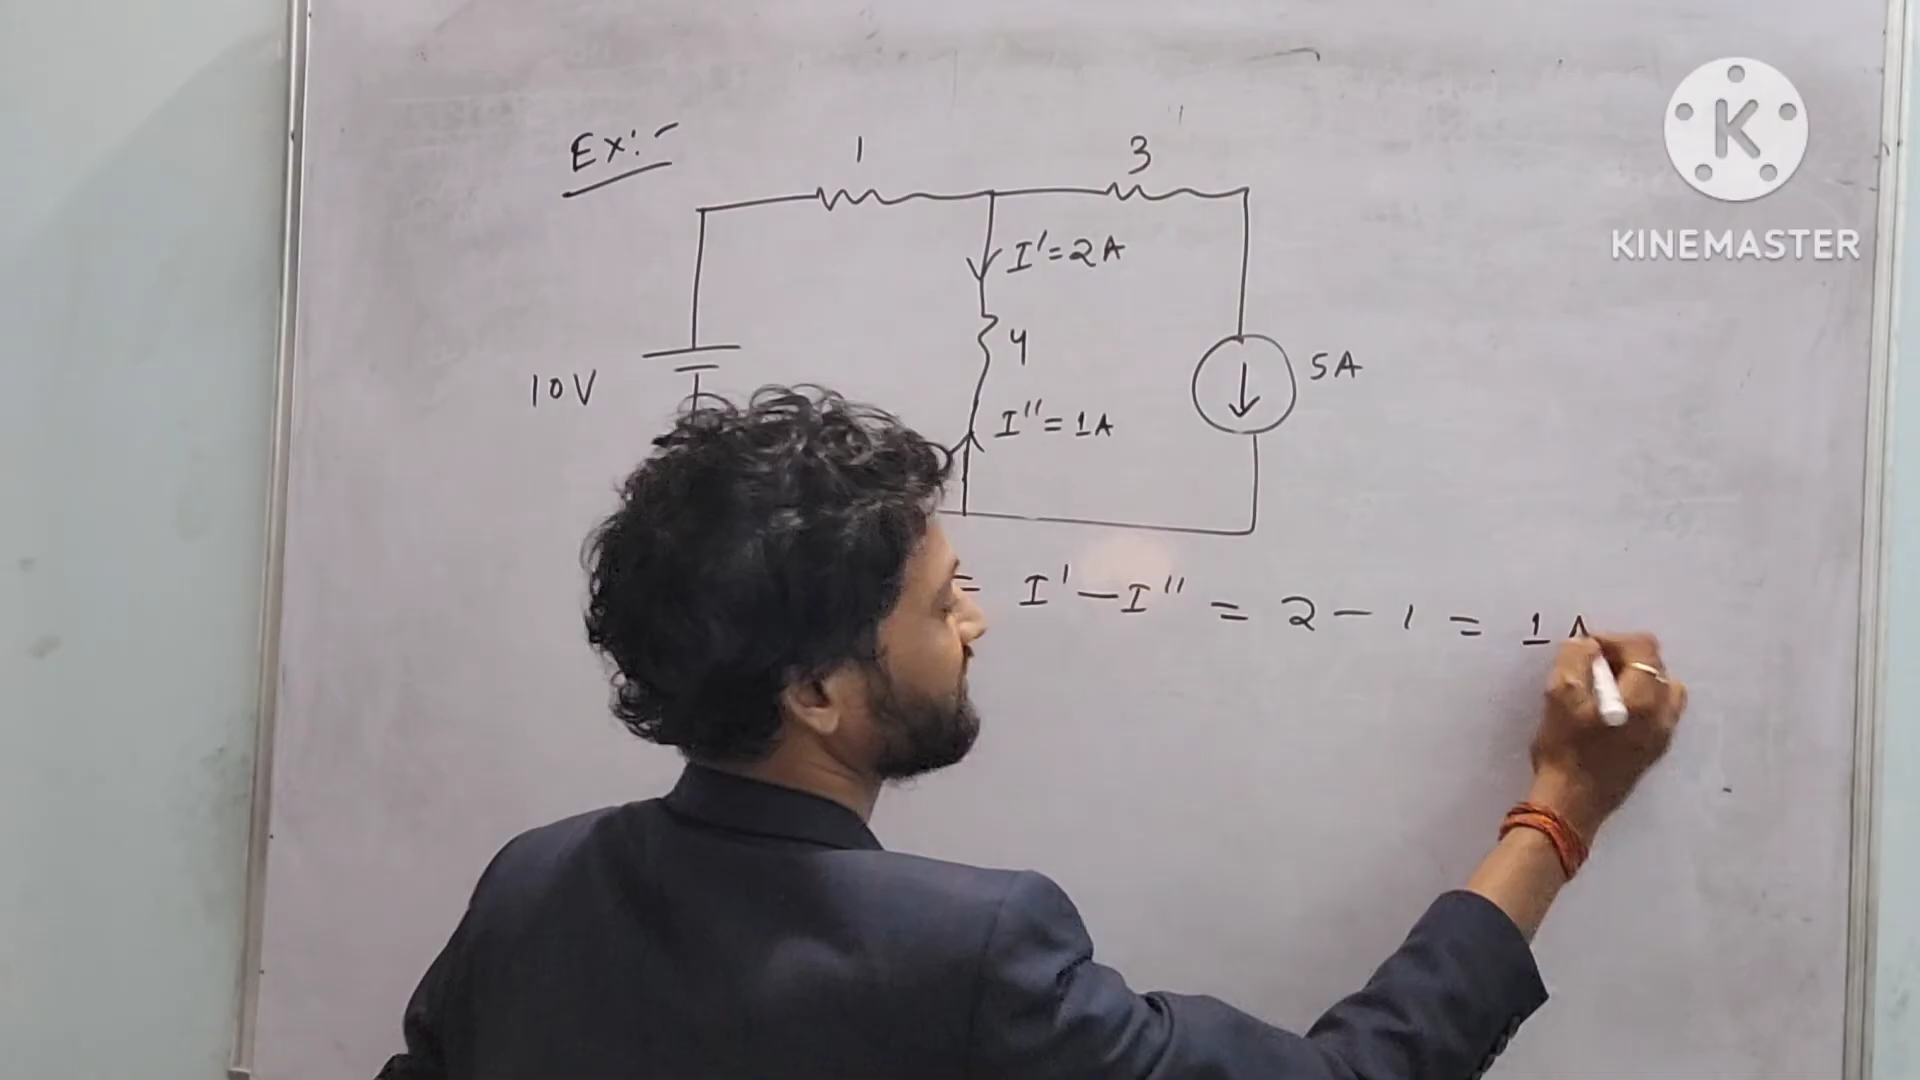 Ex:-
1
3
I'=2A
4
10V
5A
I''=1A
= I'-I'' = 2-1 = 1A
K
KINEMASTER